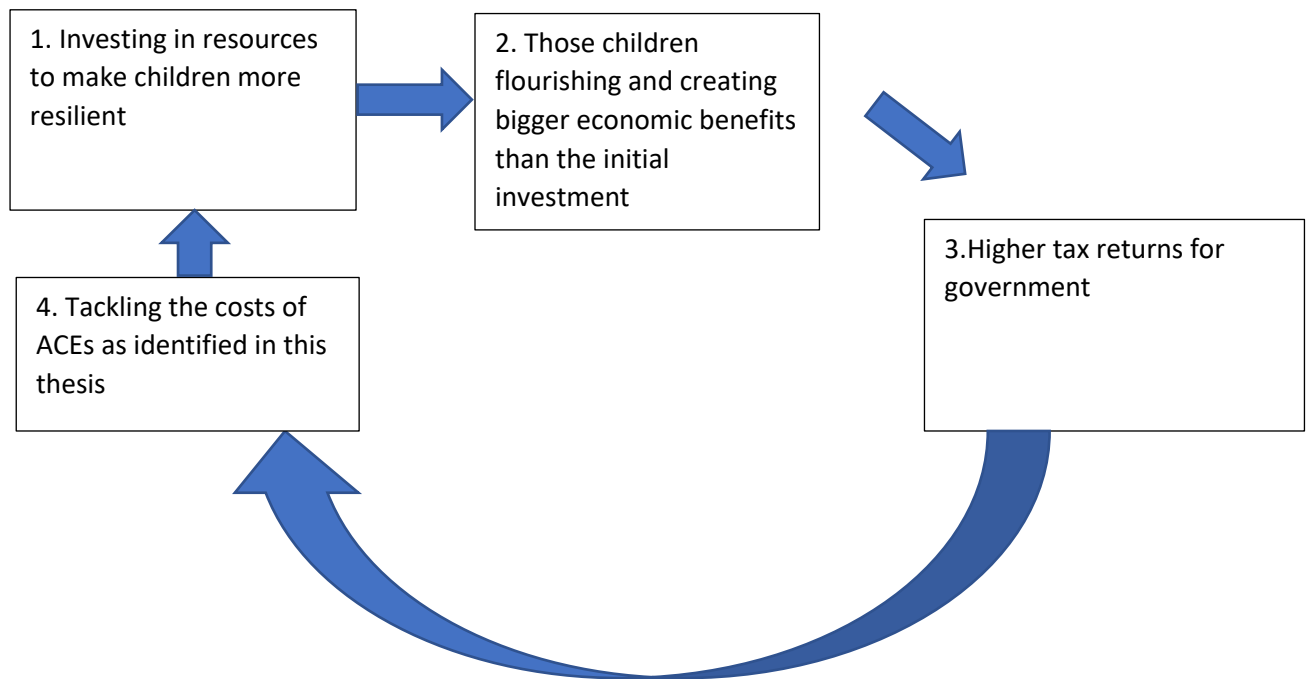 1. Investing in resources
to make children more
resilient
2. Those children
flourishing and creating
bigger economic benefits
than the initial
investment
3.Higher tax returns for
government
4. Tackling the costs of
ACEs as identified in this
thesis